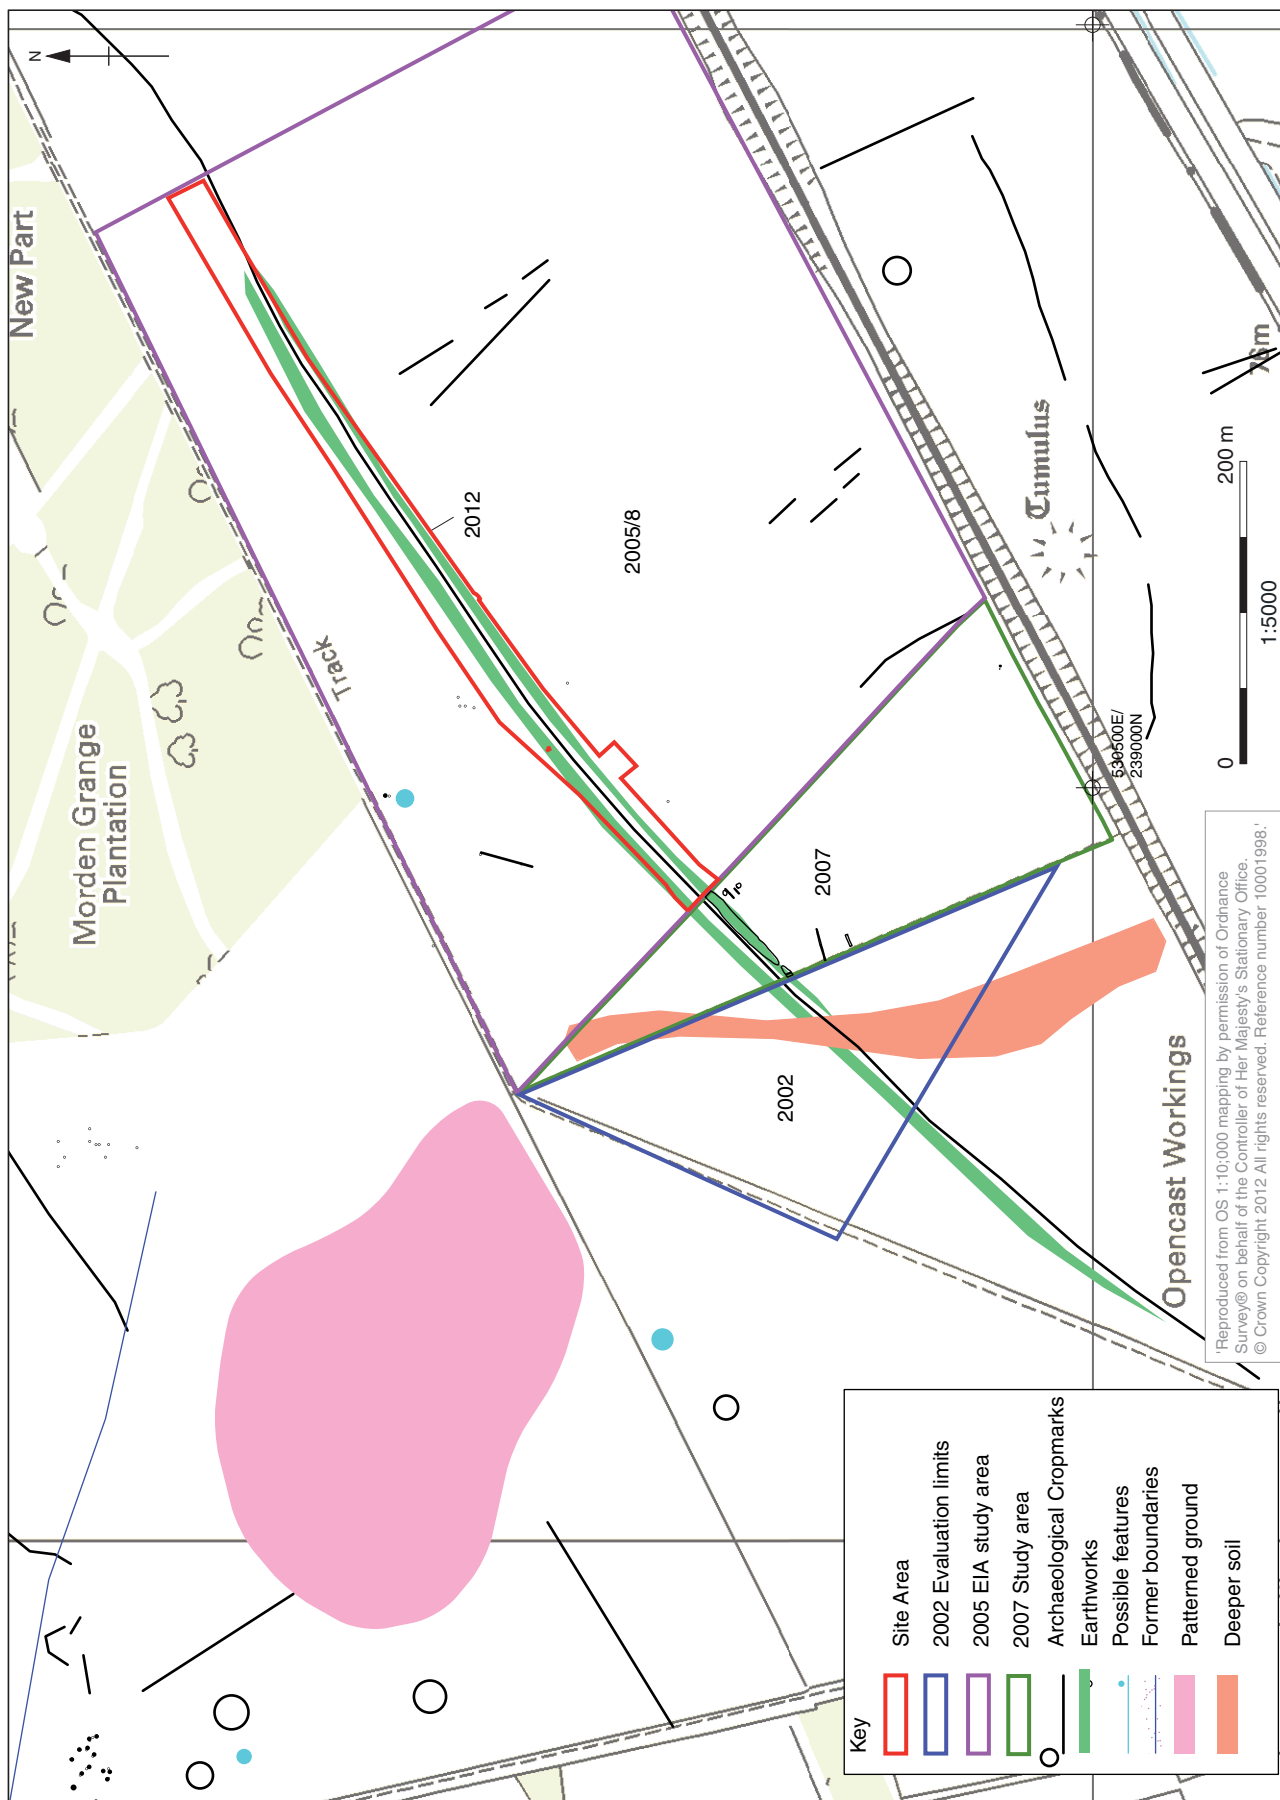 N
New Part
Morden Grange
Plantation
Track
2012
2005/8
2007
2002
Tumulus
76m
530500E/
239000N
Opencast Workings
0
200 m
1:5000
'Reproduced from OS 1:10,000 mapping by permission of Ordnance
Survey® on behalf of the Controller of Her Majesty's Stationary Office.
© Crown Copyright 2012 All rights reserved. Reference number 10001998.'
Key
Site Area
2002 Evaluation limits
2005 EIA study area
2007 Study area
Archaeological Cropmarks
Earthworks
Possible features
Former boundaries
Patterned ground
Deeper soil